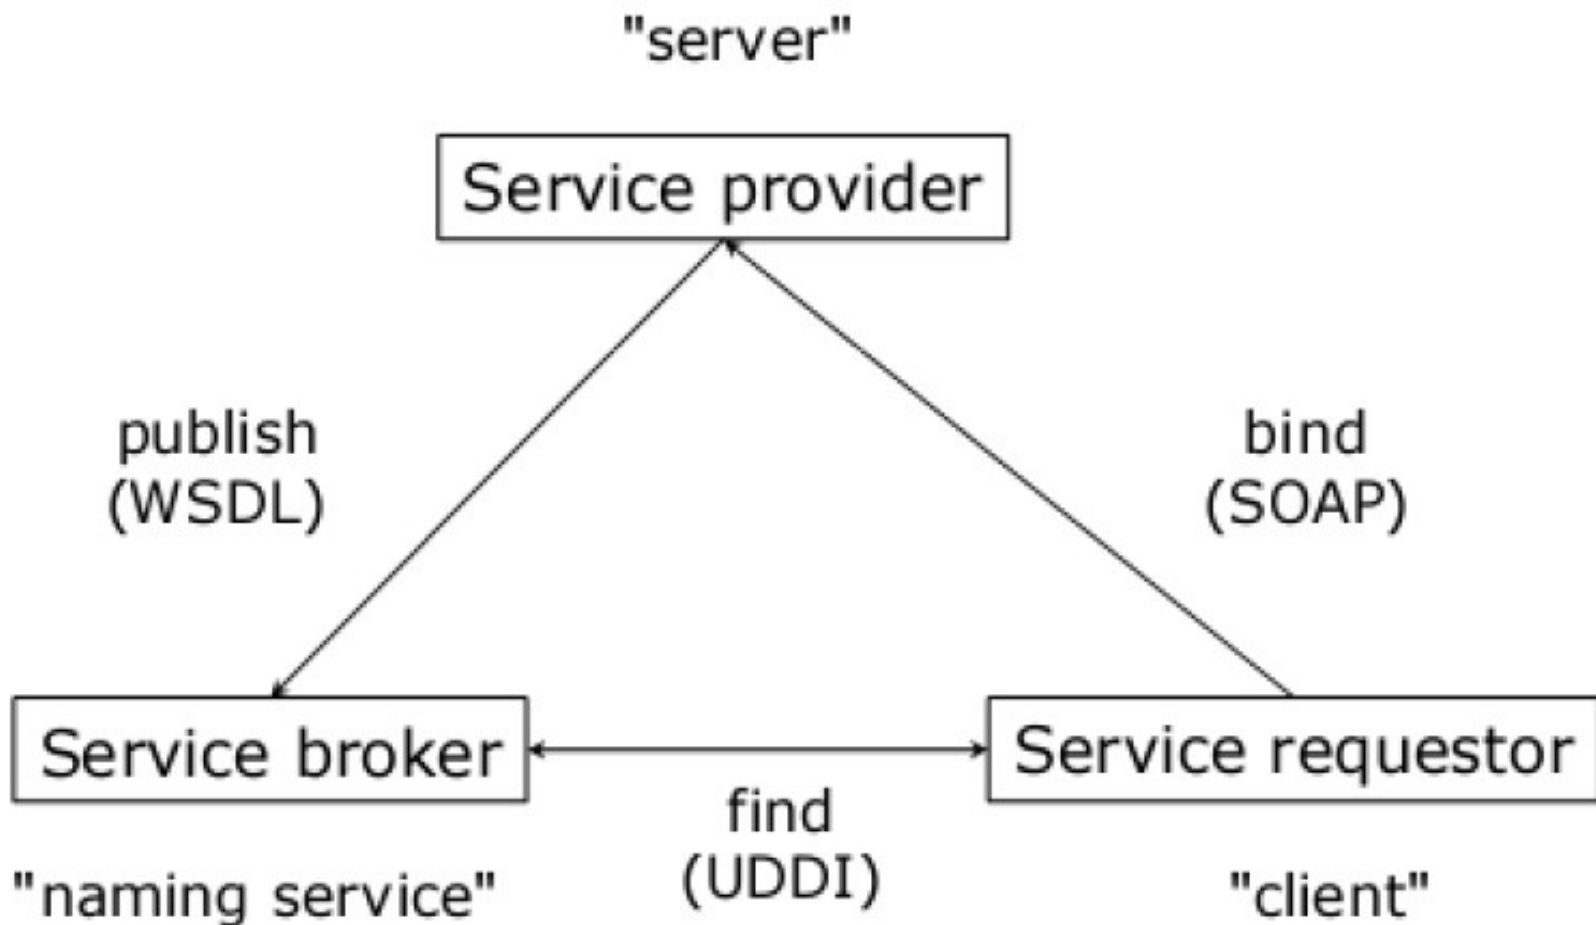 "server"
Service provider
publish
(WSDL)
bind
(SOAP)
Service broker
Service requestor
find
(UDDI)
"naming service"
"client"